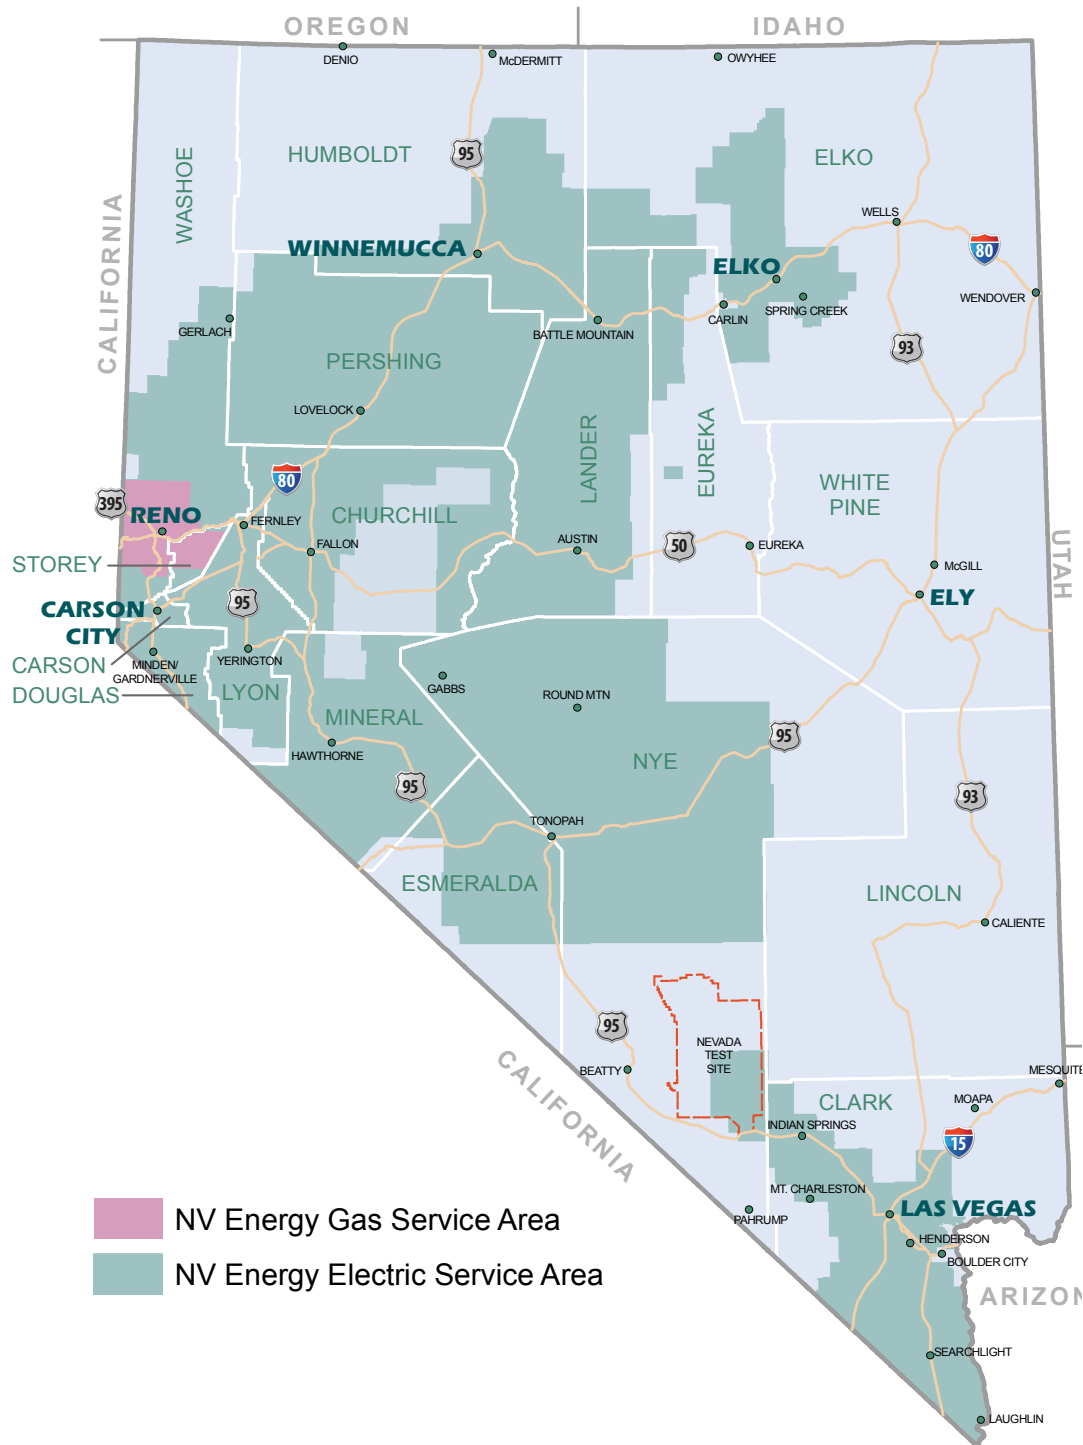 OREGON
IDAHO
DENIO
McDERMITT
OWYHEE
HUMBOLDT
95
ELKO
WASHOE
CALIFORNIA
WELLS
WINNEMUCCA
ELKO
80
GERLACH
BATTLE MOUNTAIN
CARLIN
SPRING CREEK
WENDOVER
PERSHING
93
LOVELOCK
LANDER
EUREKA
WHITE
PINE
80
395
RENO
FERNLEY
CHURCHILL
FALLON
AUSTIN
50
EUREKA
UTAH
STOREY
McGILL
CARSON
CITY
95
ELY
CARSON
MINDEN/
GARDNERVILLE
YERINGTON
DOUGLAS
LYON
GABBS
ROUND MTN
MINERAL
HAWTHORNE
NYE
95
95
93
TONOPAH
ESMERALDA
LINCOLN
CALIENTE
95
NEVADA
TEST
SITE
BEATTY
CALIFORNIA
MESQUITE
CLARK
MOAPA
INDIAN SPRINGS
15
MT. CHARLESTON
PAHRUMP
LAS VEGAS
HENDERSON
BOULDER CITY
NV Energy Gas Service Area
NV Energy Electric Service Area
ARIZON
SEARCHLIGHT
LAUGHLIN